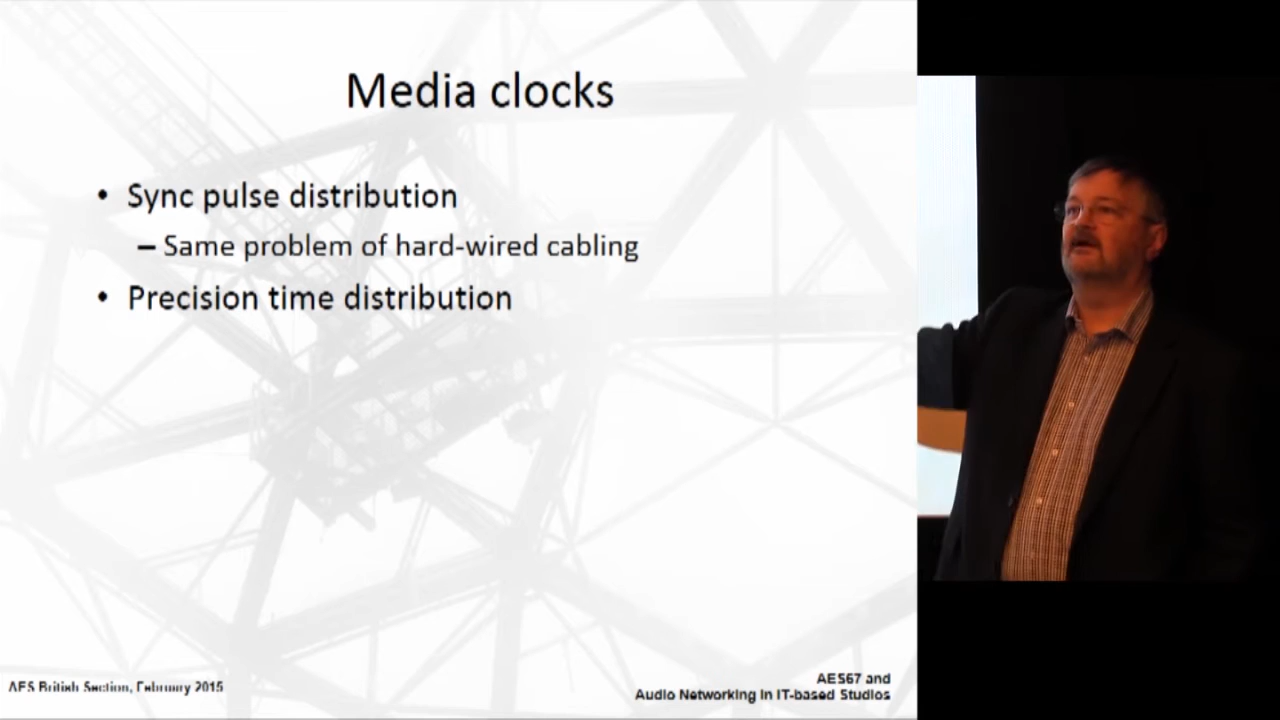 Media clocks
• Sync pulse distribution
– Same problem of hard-wired cabling
• Precision time distribution
AES British Section, February 2015
AES67 and
Audio Networking in IT-based Studios